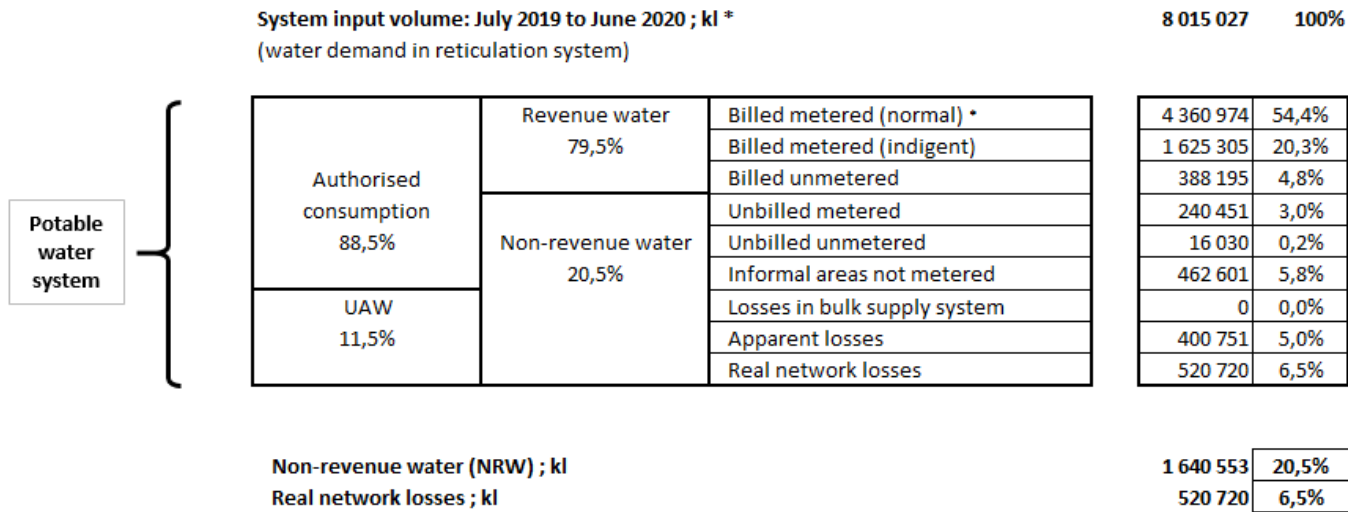 System input volume: July 2019 to June 2020 ; kl * 8 015 027 100%
(water demand in reticulation system)
Potable
water
system
Authorised
consumption
88,5%
UAW
11,5%
Revenue water
79,5%
Non-revenue water
20,5%
Billed metered (normal) * 4 360 974 54,4%
Billed metered (indigent) 1 625 305 20,3%
Billed unmetered 388 195 4,8%
Unbilled metered 240 451 3,0%
Unbilled unmetered 16 030 0,2%
Informal areas not metered 462 601 5,8%
Losses in bulk supply system 0 0,0%
Apparent losses 400 751 5,0%
Real network losses 520 720 6,5%
Non-revenue water (NRW) ; kl 1 640 553 20,5%
Real network losses ; kl 520 720 6,5%